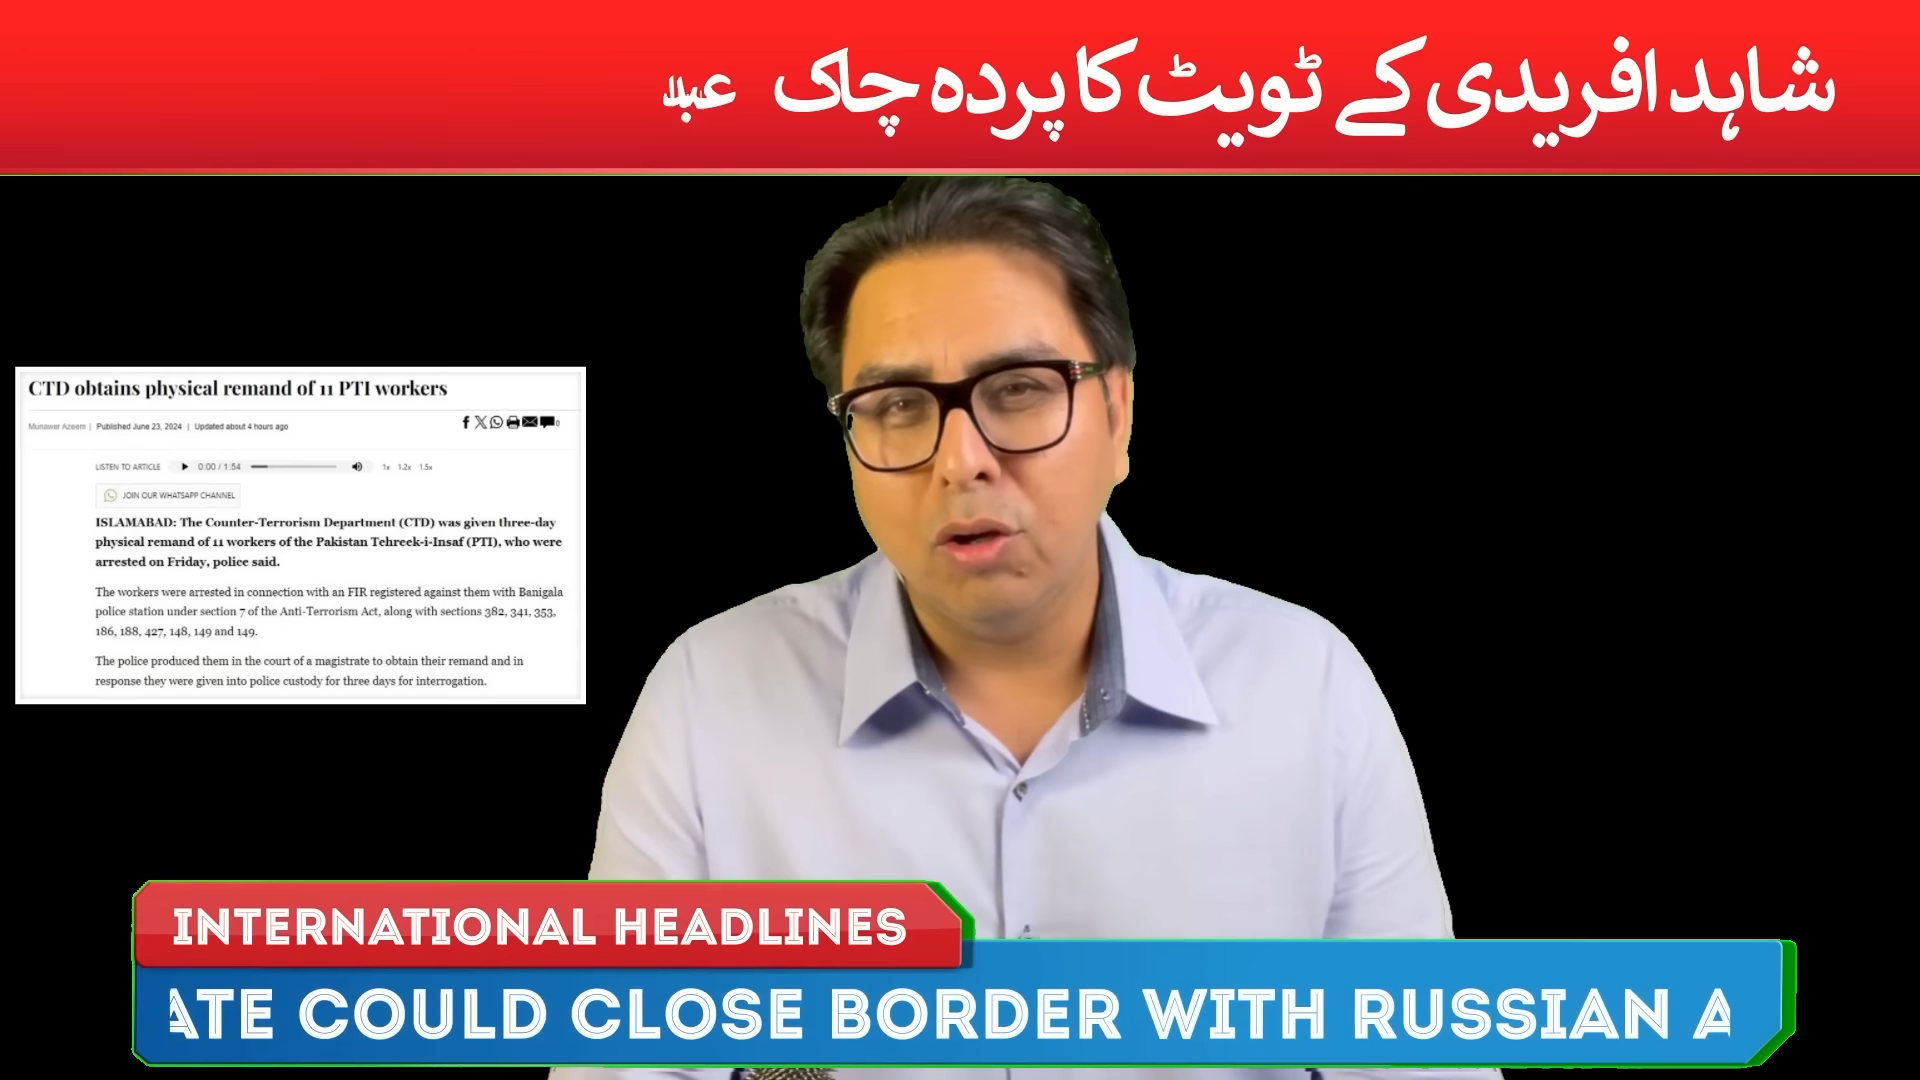 شاہد افریدی کے ٹویٹ کا پردہ چاک
CTD obtains physical remand of 11 PTI workers
Munawer Azeem | Published June 23, 2024 | Updated about 4 hours ago
0
LISTEN TO ARTICLE 0:00 / 1:54 1x 1.2x 1.5x
JOIN OUR WHATSAPP CHANNEL
ISLAMABAD: The Counter-Terrorism Department (CTD) was given three-day
physical remand of 11 workers of the Pakistan Tehreek-i-Insaf (PTI), who were
arrested on Friday, police said.
The workers were arrested in connection with an FIR registered against them with Banigala
police station under section 7 of the Anti-Terrorism Act, along with sections 382, 341, 353,
186, 188, 427, 148, 149 and 149.
The police produced them in the court of a magistrate to obtain their remand and in
response they were given into police custody for three days for interrogation.
INTERNATIONAL HEADLINES
ATE COULD CLOSE BORDER WITH RUSSIAN A